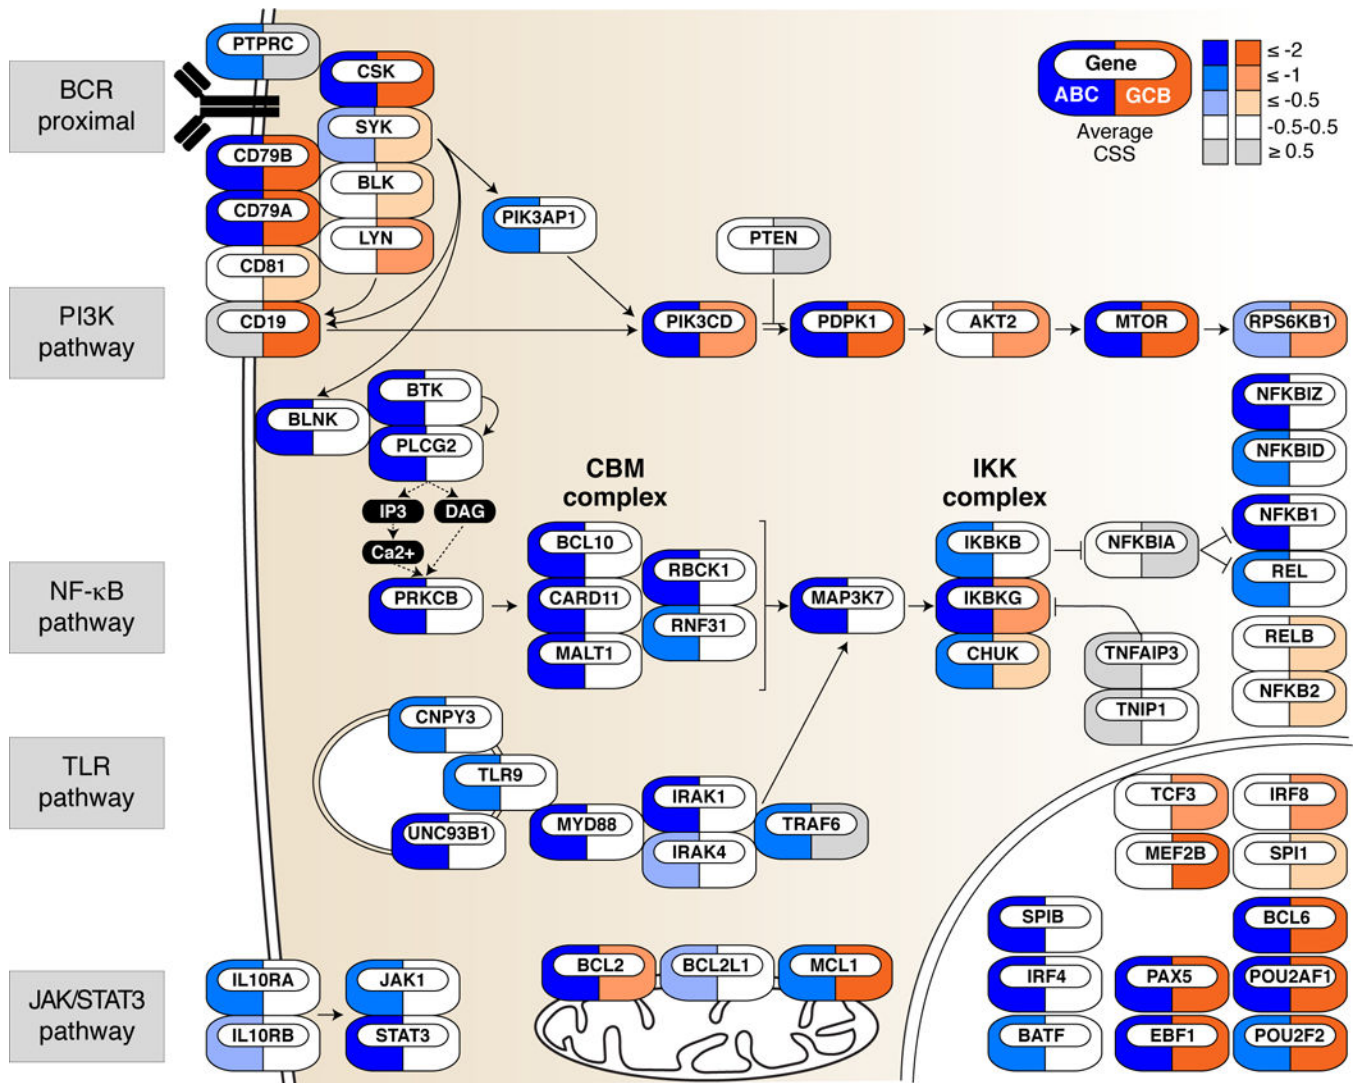 BCR
proximal
PI3K
pathway
NF-κB
pathway
TLR
pathway
JAK/STAT3
pathway
PTPRC
CSK
SYK
CD79B
BLK
CD79A
LYN
CD81
CD19
PIK3AP1
PTEN
PIK3CD
PDPK1
AKT2
MTOR
RPS6KB1
Gene
ABC
GCB
Average
CSS
≤ -2
≤ -1
≤ -0.5
-0.5-0.5
≥ 0.5
BTK
BLNK
PLCG2
IP3
DAG
Ca2+
PRKCB
CBM
complex
BCL10
CARD11
MALT1
RBCK1
RNF31
MAP3K7
IKK
complex
IKBKB
IKBKG
CHUK
NFKBIA
TNFAIP3
TNIP1
NFKBIZ
NFKBID
NFKB1
REL
RELB
NFKB2
CNPY3
TLR9
UNC93B1
MYD88
IRAK1
IRAK4
TRAF6
TCF3
IRF8
MEF2B
SPI1
SPIB
BCL6
IRF4
PAX5
POU2AF1
BATF
EBF1
POU2F2
IL10RA
IL10RB
JAK1
STAT3
BCL2
BCL2L1
MCL1